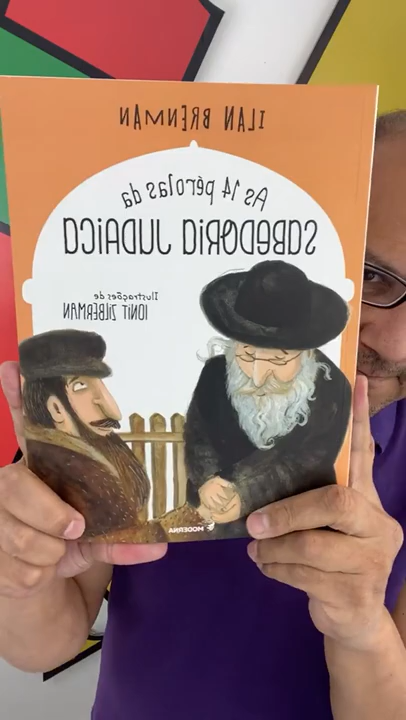 ILAN BRENMAN
As 14 pérolas da
SABEDORIA JUDAICA
Ilustrações de
IONIT ZILBERMAN
MODERNA